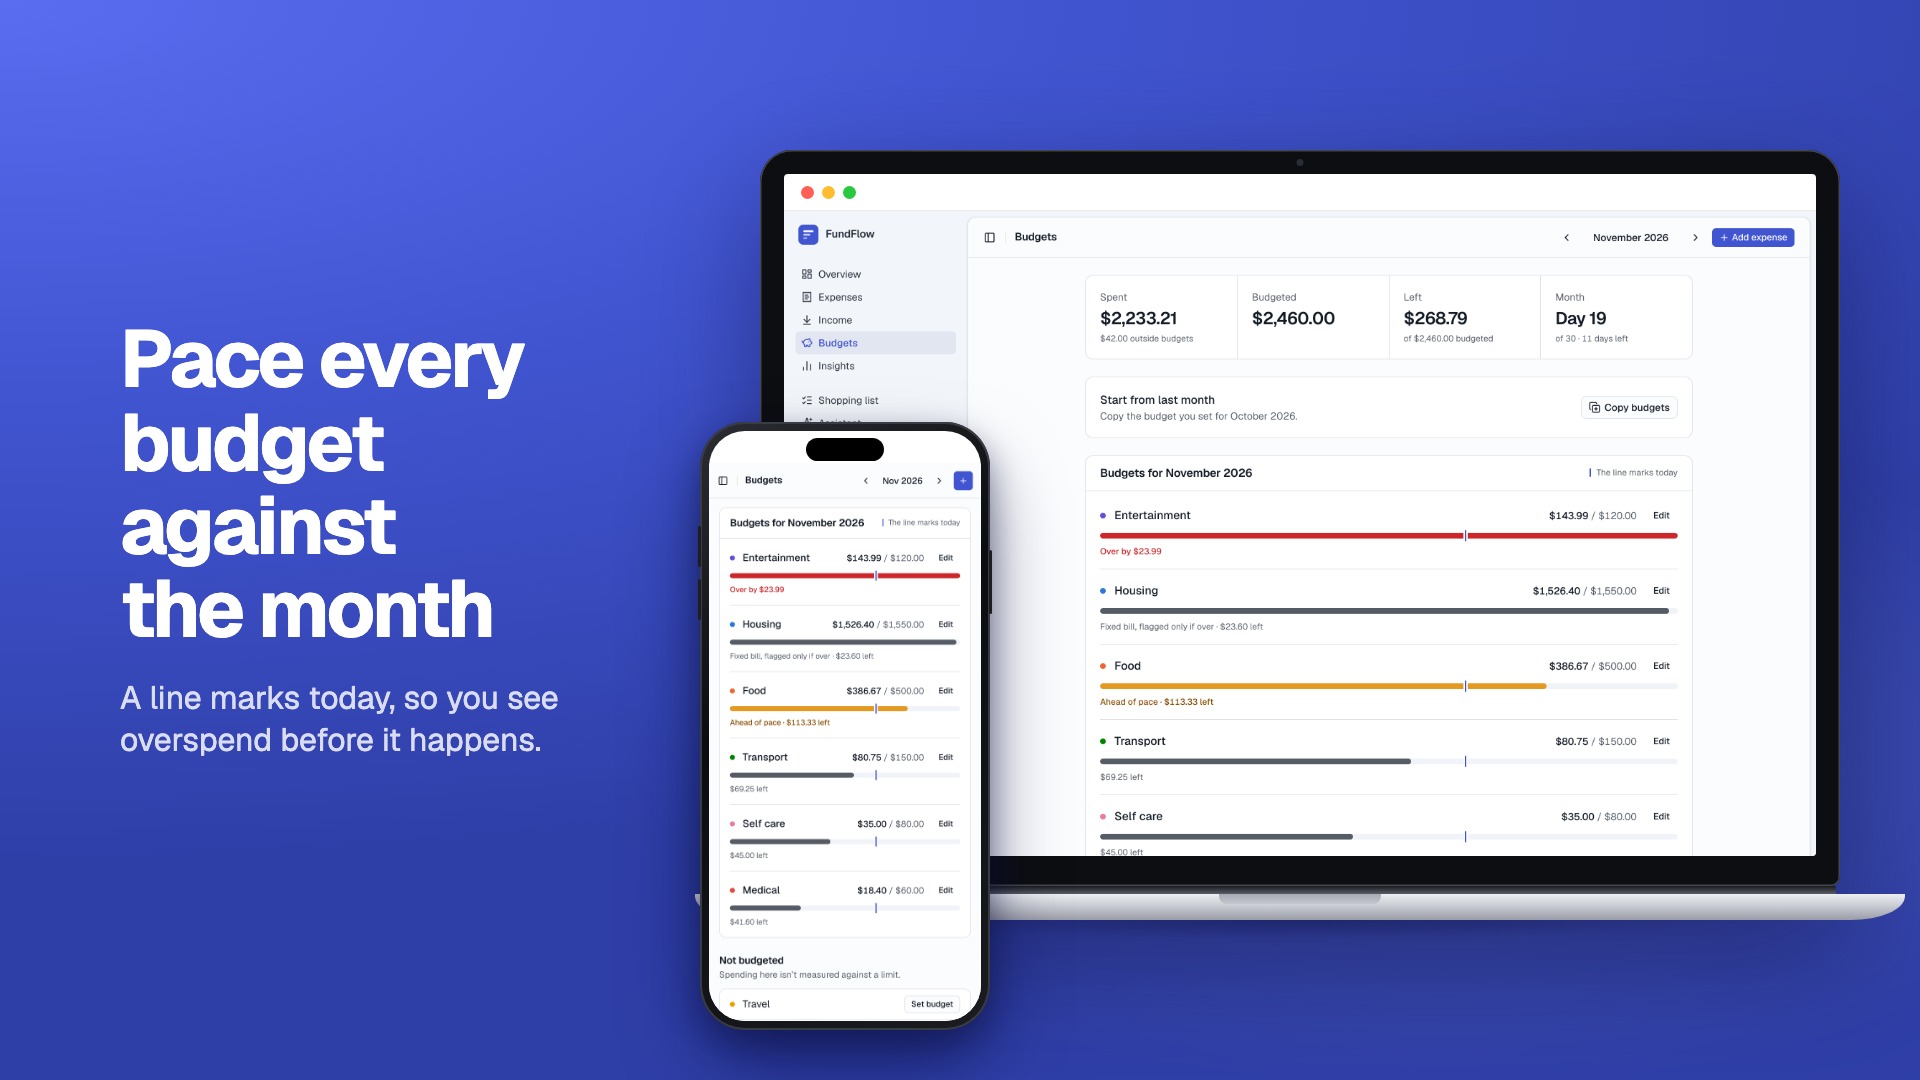 Pace every
budget
against
the month
A line marks today, so you see
overspend before it happens.
FundFlow
Overview
Expenses
Income
Budgets
Insights
Shopping list
Budgets
November 2026
+ Add expense
Spent
$2,233.21
$42.00 outside budgets
Budgeted
$2,460.00
Left
$268.79
of $2,460.00 budgeted
Month
Day 19
of 30 · 11 days left
Start from last month
Copy the budget you set for October 2026.
Copy budgets
Budgets for November 2026
The line marks today
Entertainment
$143.99 / $120.00
Edit
Over by $23.99
Housing
$1,526.40 / $1,550.00
Edit
Fixed bill, flagged only if over · $23.60 left
Food
$386.67 / $500.00
Edit
Ahead of pace · $113.33 left
Transport
$80.75 / $150.00
Edit
$69.25 left
Self care
$35.00 / $80.00
Edit
$45.00 left
Budgets
Nov 2026
+
Budgets for November 2026
The line marks today
Entertainment
$143.99 / $120.00
Edit
Over by $23.99
Housing
$1,526.40 / $1,550.00
Edit
Fixed bill, flagged only if over · $23.60 left
Food
$386.67 / $500.00
Edit
Ahead of pace · $113.33 left
Transport
$80.75 / $150.00
Edit
$69.25 left
Self care
$35.00 / $80.00
Edit
$45.00 left
Medical
$18.40 / $60.00
Edit
$41.60 left
Not budgeted
Spending here isn't measured against a limit.
Travel
Set budget